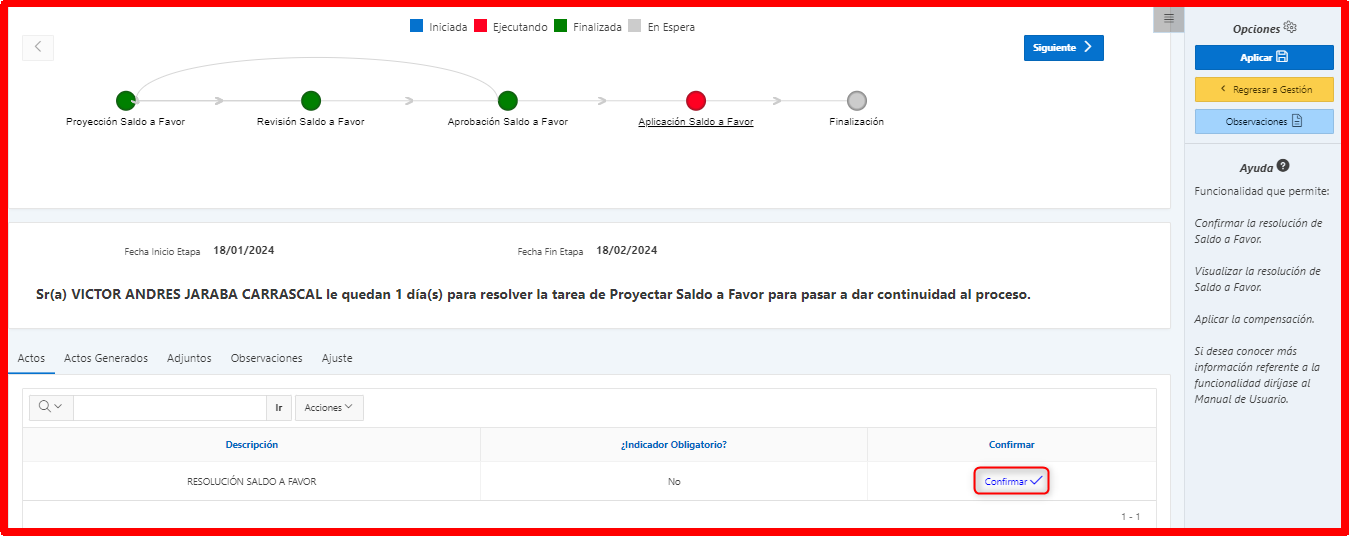 Iniciada Ejecutando Finalizada En Espera
Siguiente
Proyección Saldo a Favor Revisión Saldo a Favor Aprobación Saldo a Favor Aplicación Saldo a Favor Finalización
Fecha Inicio Etapa 18/01/2024 Fecha Fin Etapa 18/02/2024
Sr(a) VICTOR ANDRES JARABA CARRASCAL le quedan 1 día(s) para resolver la tarea de Proyectar Saldo a Favor para pasar a dar continuidad al proceso.
Actos Actos Generados Adjuntos Observaciones Ajuste
Ir Acciones
Descripción ¿Indicador Obligatorio? Confirmar
RESOLUCIÓN SALDO A FAVOR No Confirmar
1 - 1
Opciones
Aplicar
Regresar a Gestión
Observaciones
Ayuda
Funcionalidad que permite:
Confirmar la resolución de
Saldo a Favor.
Visualizar la resolución de
Saldo a Favor.
Aplicar la compensación.
Si desea conocer más
información referente a la
funcionalidad diríjase al
Manual de Usuario.